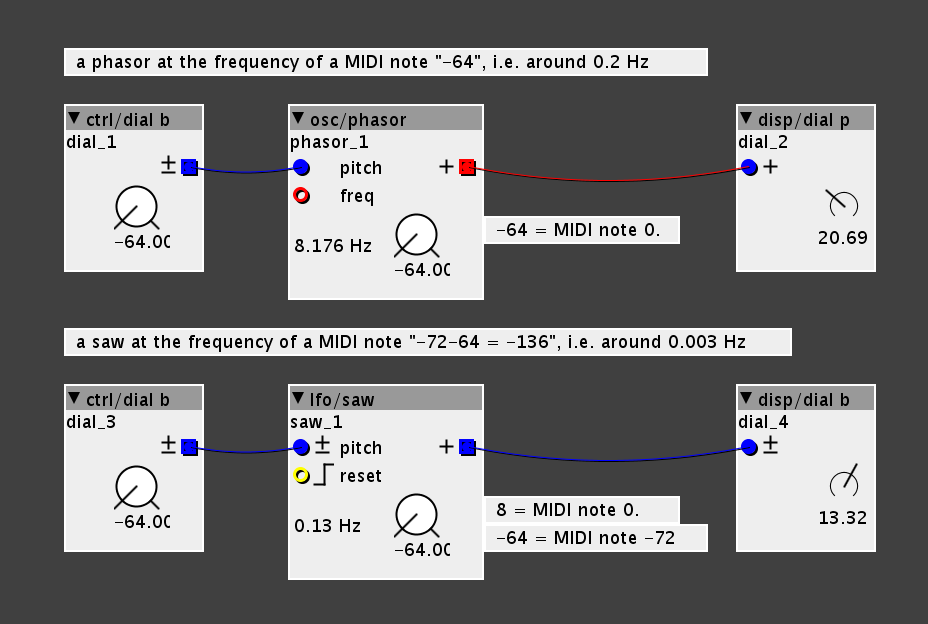 a phasor at the frequency of a MIDI note "-64", i.e. around 0.2 Hz
▼ ctrl/dial b
dial_1
±
-64.00
▼ osc/phasor
phasor_1
pitch +
freq
8.176 Hz
-64.00
-64 = MIDI note 0.
▼ disp/dial p
dial_2
+
20.69
a saw at the frequency of a MIDI note "-72-64 = -136", i.e. around 0.003 Hz
▼ ctrl/dial b
dial_3
±
-64.00
▼ lfo/saw
saw_1
± pitch +
reset
0.13 Hz
-64.00
8 = MIDI note 0.
-64 = MIDI note -72
▼ disp/dial b
dial_4
±
13.32